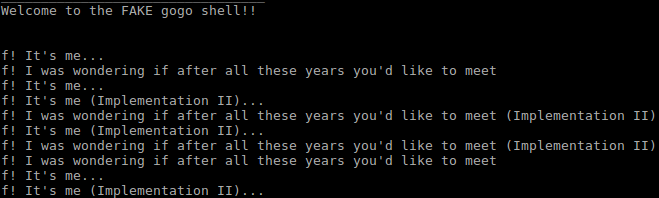 Welcome to the FAKE gogo shell!!
f! It's me...
f! I was wondering if after all these years you'd like to meet
f! It's me...
f! It's me (Implementation II)...
f! I was wondering if after all these years you'd like to meet (Implementation II)
f! It's me (Implementation II)...
f! I was wondering if after all these years you'd like to meet (Implementation II)
f! I was wondering if after all these years you'd like to meet
f! It's me...
f! It's me (Implementation II)...